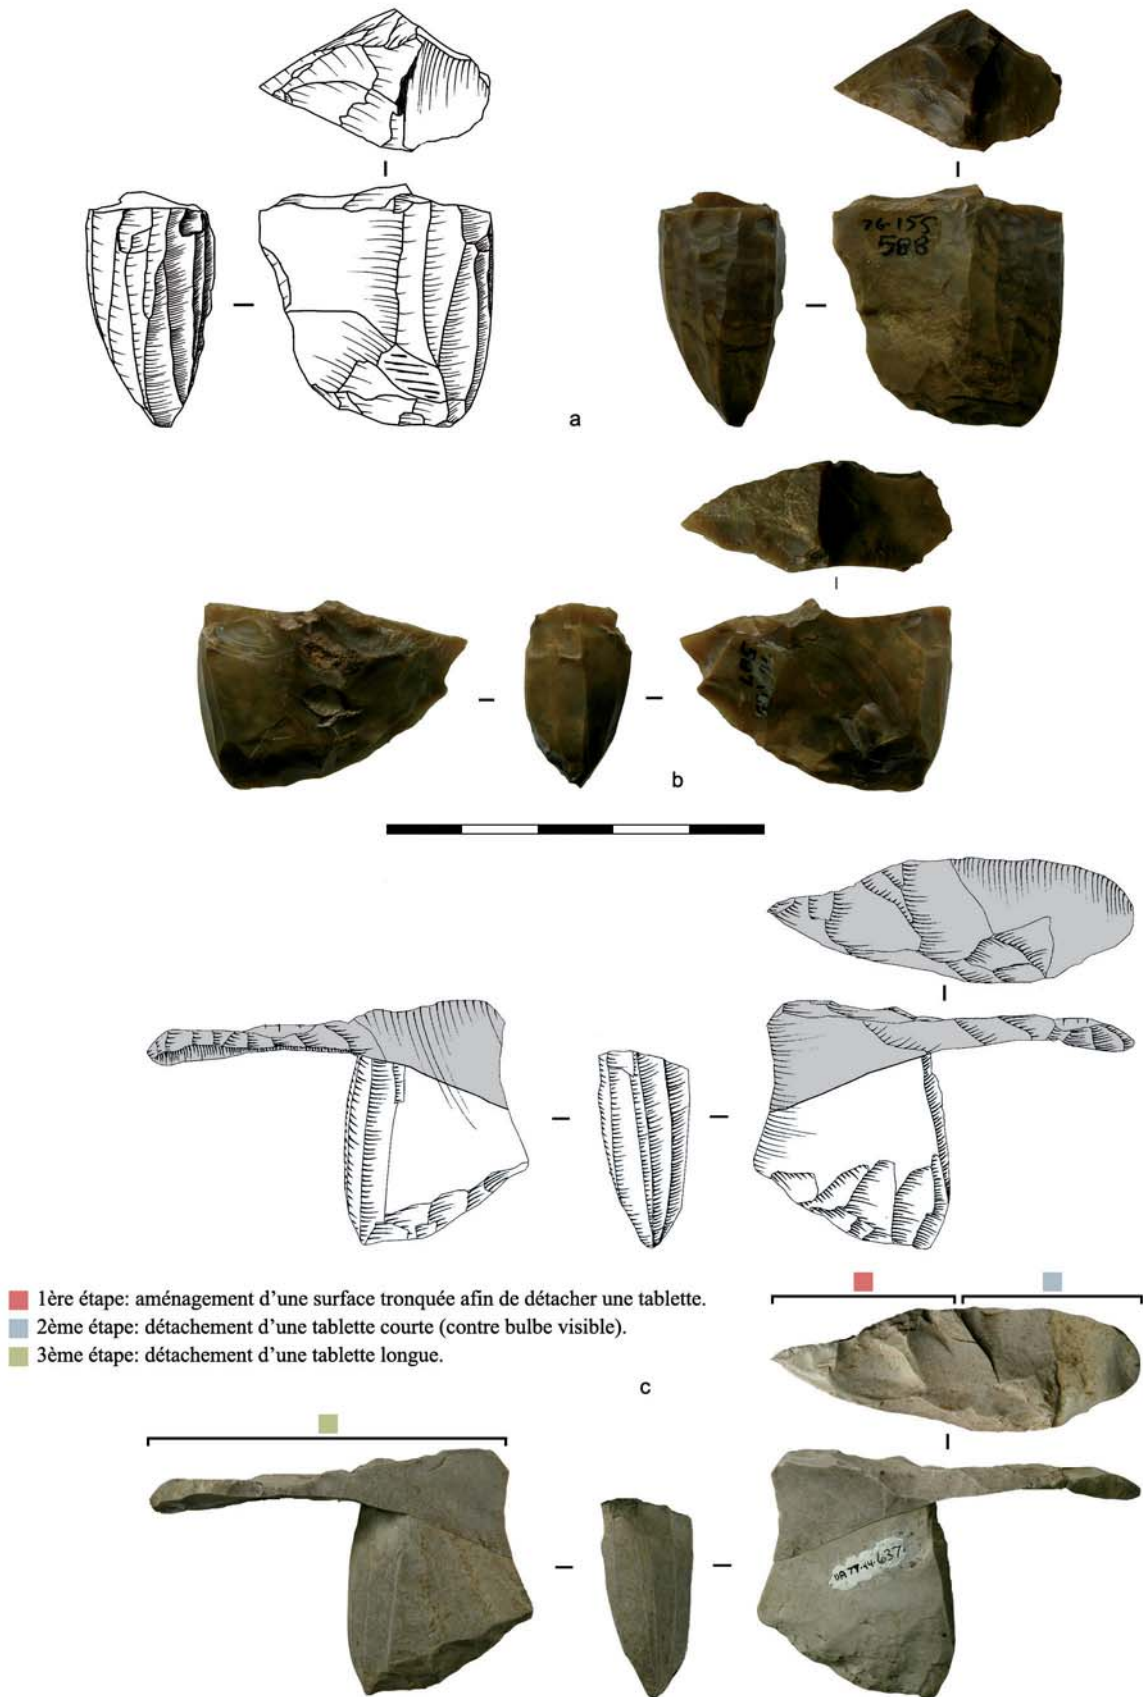 76-155
588
a
b
1ère étape: aménagement d'une surface tronquée afin de détacher une tablette.
2ème étape: détachement d'une tablette courte (contre bulbe visible).
3ème étape: détachement d'une tablette longue.
c